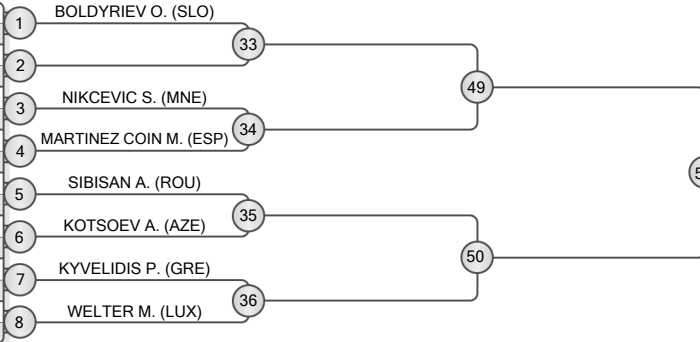 1 BOLDYRIEV O. (SLO)
33
2
49
3 NIKCEVIC S. (MNE)
34
4 MARTINEZ COIN M. (ESP)
5 SIBISAN A. (ROU)
35
6 KOTSOEV A. (AZE)
50
7 KYVELIDIS P. (GRE)
36
8 WELTER M. (LUX)